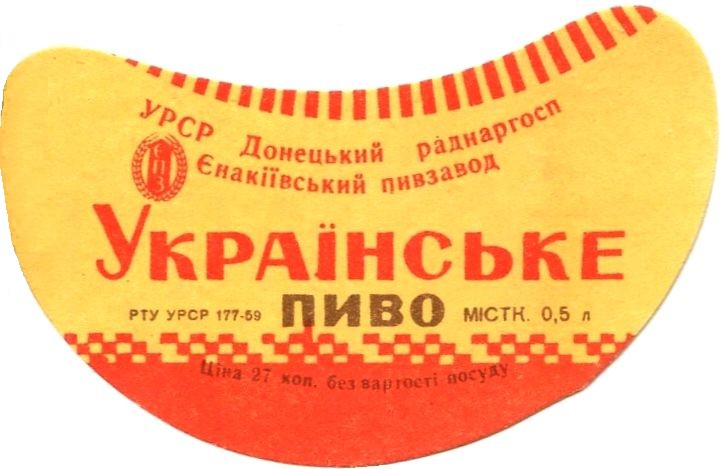 УРСР Донецький раднаргосп
ЄПЗ
Єнакіївський пивзавод
УКРАЇНСЬКЕ
ПИВО
РТУ УРСР 177-59
МІСТК. 0,5 л
Ціна 27 коп. без вартості посуду